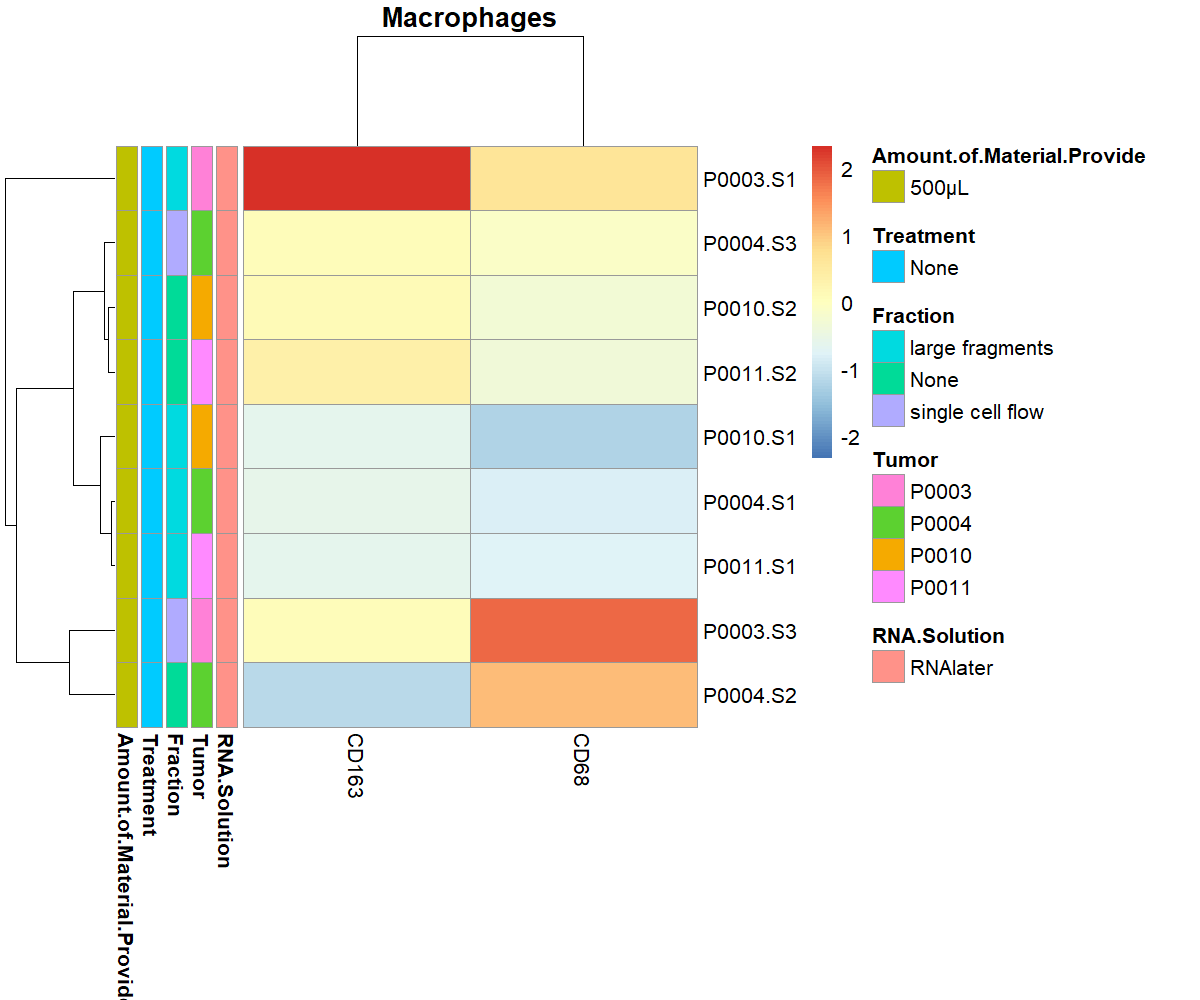 Macrophages
P0003.S1
P0004.S3
P0010.S2
P0011.S2
P0010.S1
P0004.S1
P0011.S1
P0003.S3
P0004.S2
2
1
0
-1
-2
Amount.of.Material.Provide
500µL
Treatment
None
Fraction
large fragments
None
single cell flow
Tumor
P0003
P0004
P0010
P0011
RNA.Solution
RNAlater
Amount.of.Material.Provide
Treatment
Fraction
Tumor
RNA.Solution
CD163
CD68